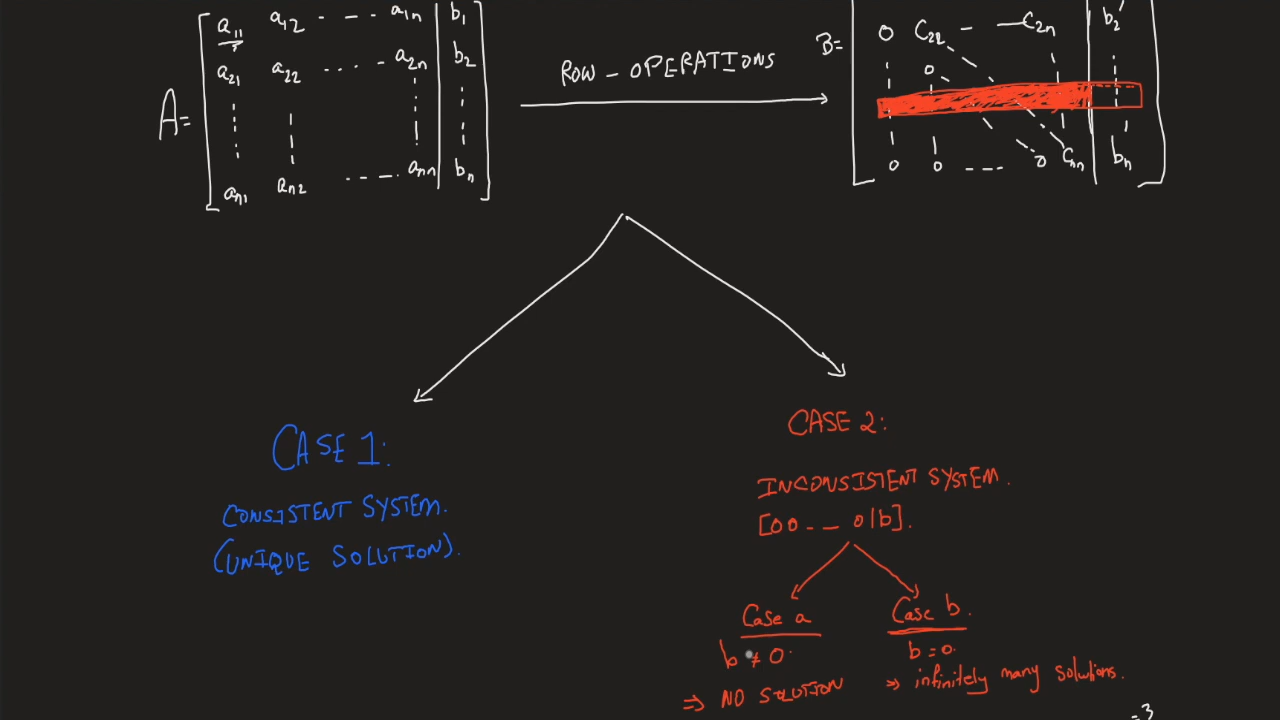 A= [ a11 a12 - - - - a1n | b1 ]
a21 a22 - - - - a2n | b2
an1 an2 - - - - ann | bn
ROW-OPERATIONS
B= 0 C22 - - C2n | b2'
0
0 0 ---- 0 Cnn | bn'
CASE 1:
CONSISTENT SYSTEM.
(UNIQUE SOLUTION).
CASE 2:
INCONSISTENT SYSTEM.
[00 - - 0|b].
Case a
b ≠ 0.
⇒ NO SOLUTION
Case b.
b = 0.
⇒ infinitely many solutions.
= 3